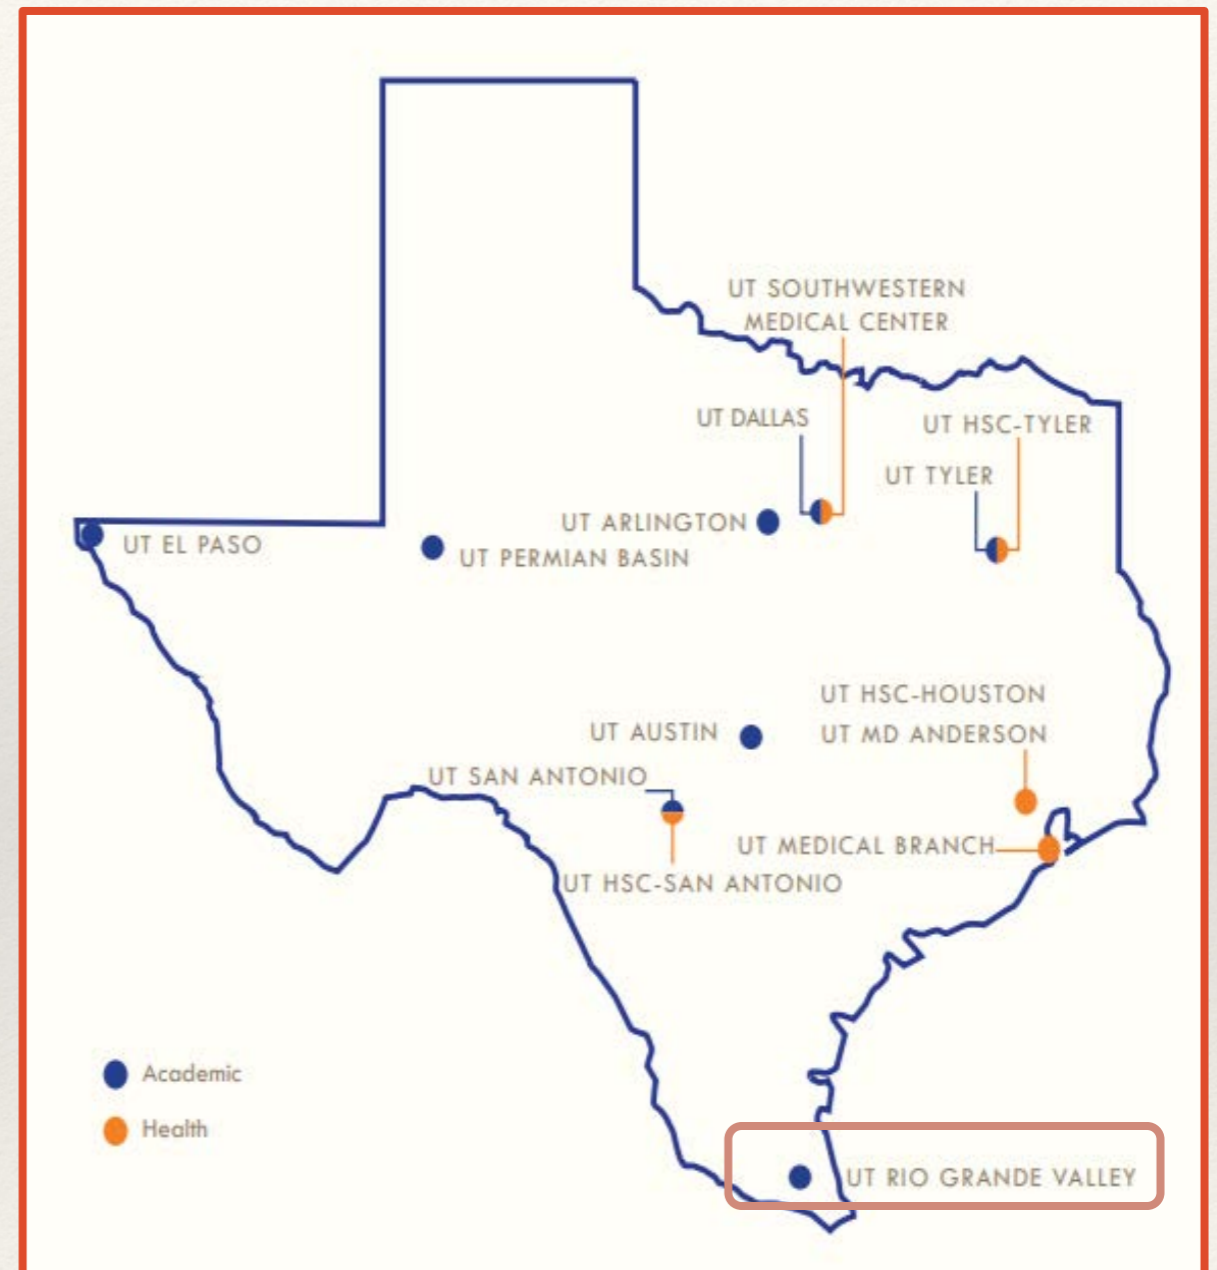 UT SOUTHWESTERN
MEDICAL CENTER
UT DALLAS
UT HSC-TYLER
UT TYLER
UT ARLINGTON
UT EL PASO
UT PERMIAN BASIN
UT HSC-HOUSTON
UT AUSTIN
UT MD ANDERSON
UT SAN ANTONIO
UT MEDICAL BRANCH
UT HSC-SAN ANTONIO
Academic
Health
UT RIO GRANDE VALLEY